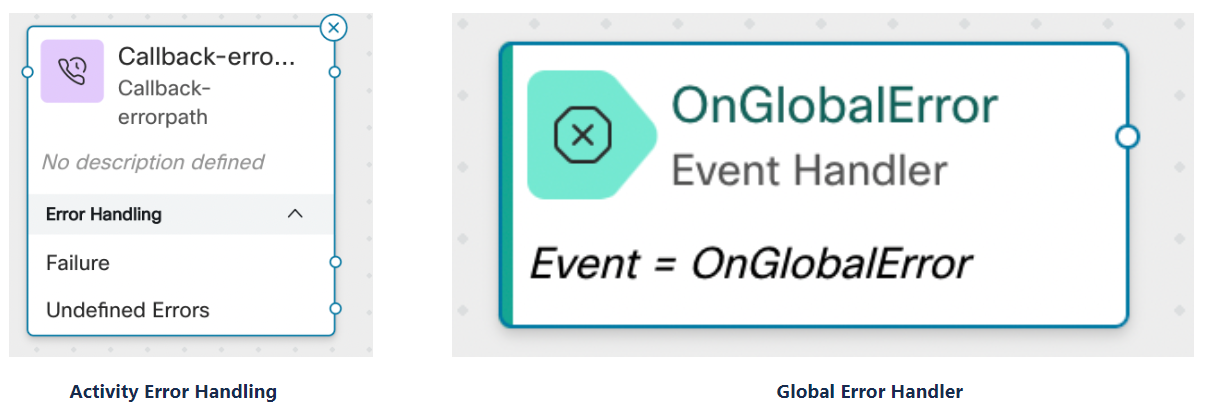 Callback-erro...
Callback-
errorpath
No description defined
Error Handling
Failure
Undefined Errors
Activity Error Handling
OnGlobalError
Event Handler
Event = OnGlobalError
Global Error Handler